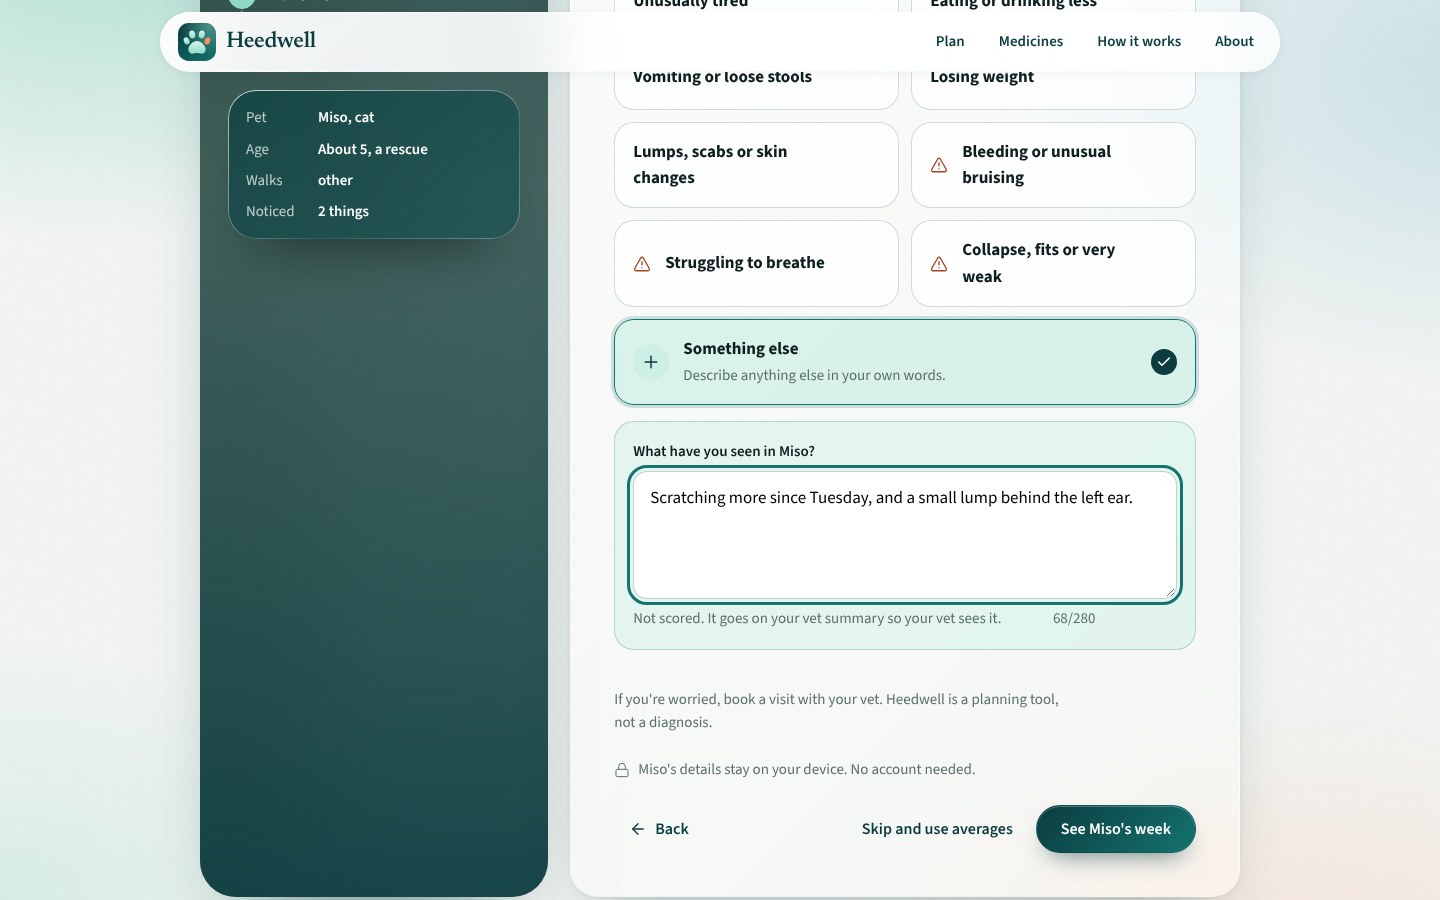 Unusually tired
Eating or drinking less
Heedwell
Plan
Medicines
How it works
About
Vomiting or loose stools
Losing weight
Pet
Miso, cat
Age
About 5, a rescue
Walks
other
Noticed
2 things
Lumps, scabs or skin
changes
Bleeding or unusual
bruising
Struggling to breathe
Collapse, fits or very
weak
Something else
Describe anything else in your own words.
What have you seen in Miso?
Scratching more since Tuesday, and a small lump behind the left ear.
Not scored. It goes on your vet summary so your vet sees it.
68/280
If you're worried, book a visit with your vet. Heedwell is a planning tool,
not a diagnosis.
Miso's details stay on your device. No account needed.
Back
Skip and use averages
See Miso's week